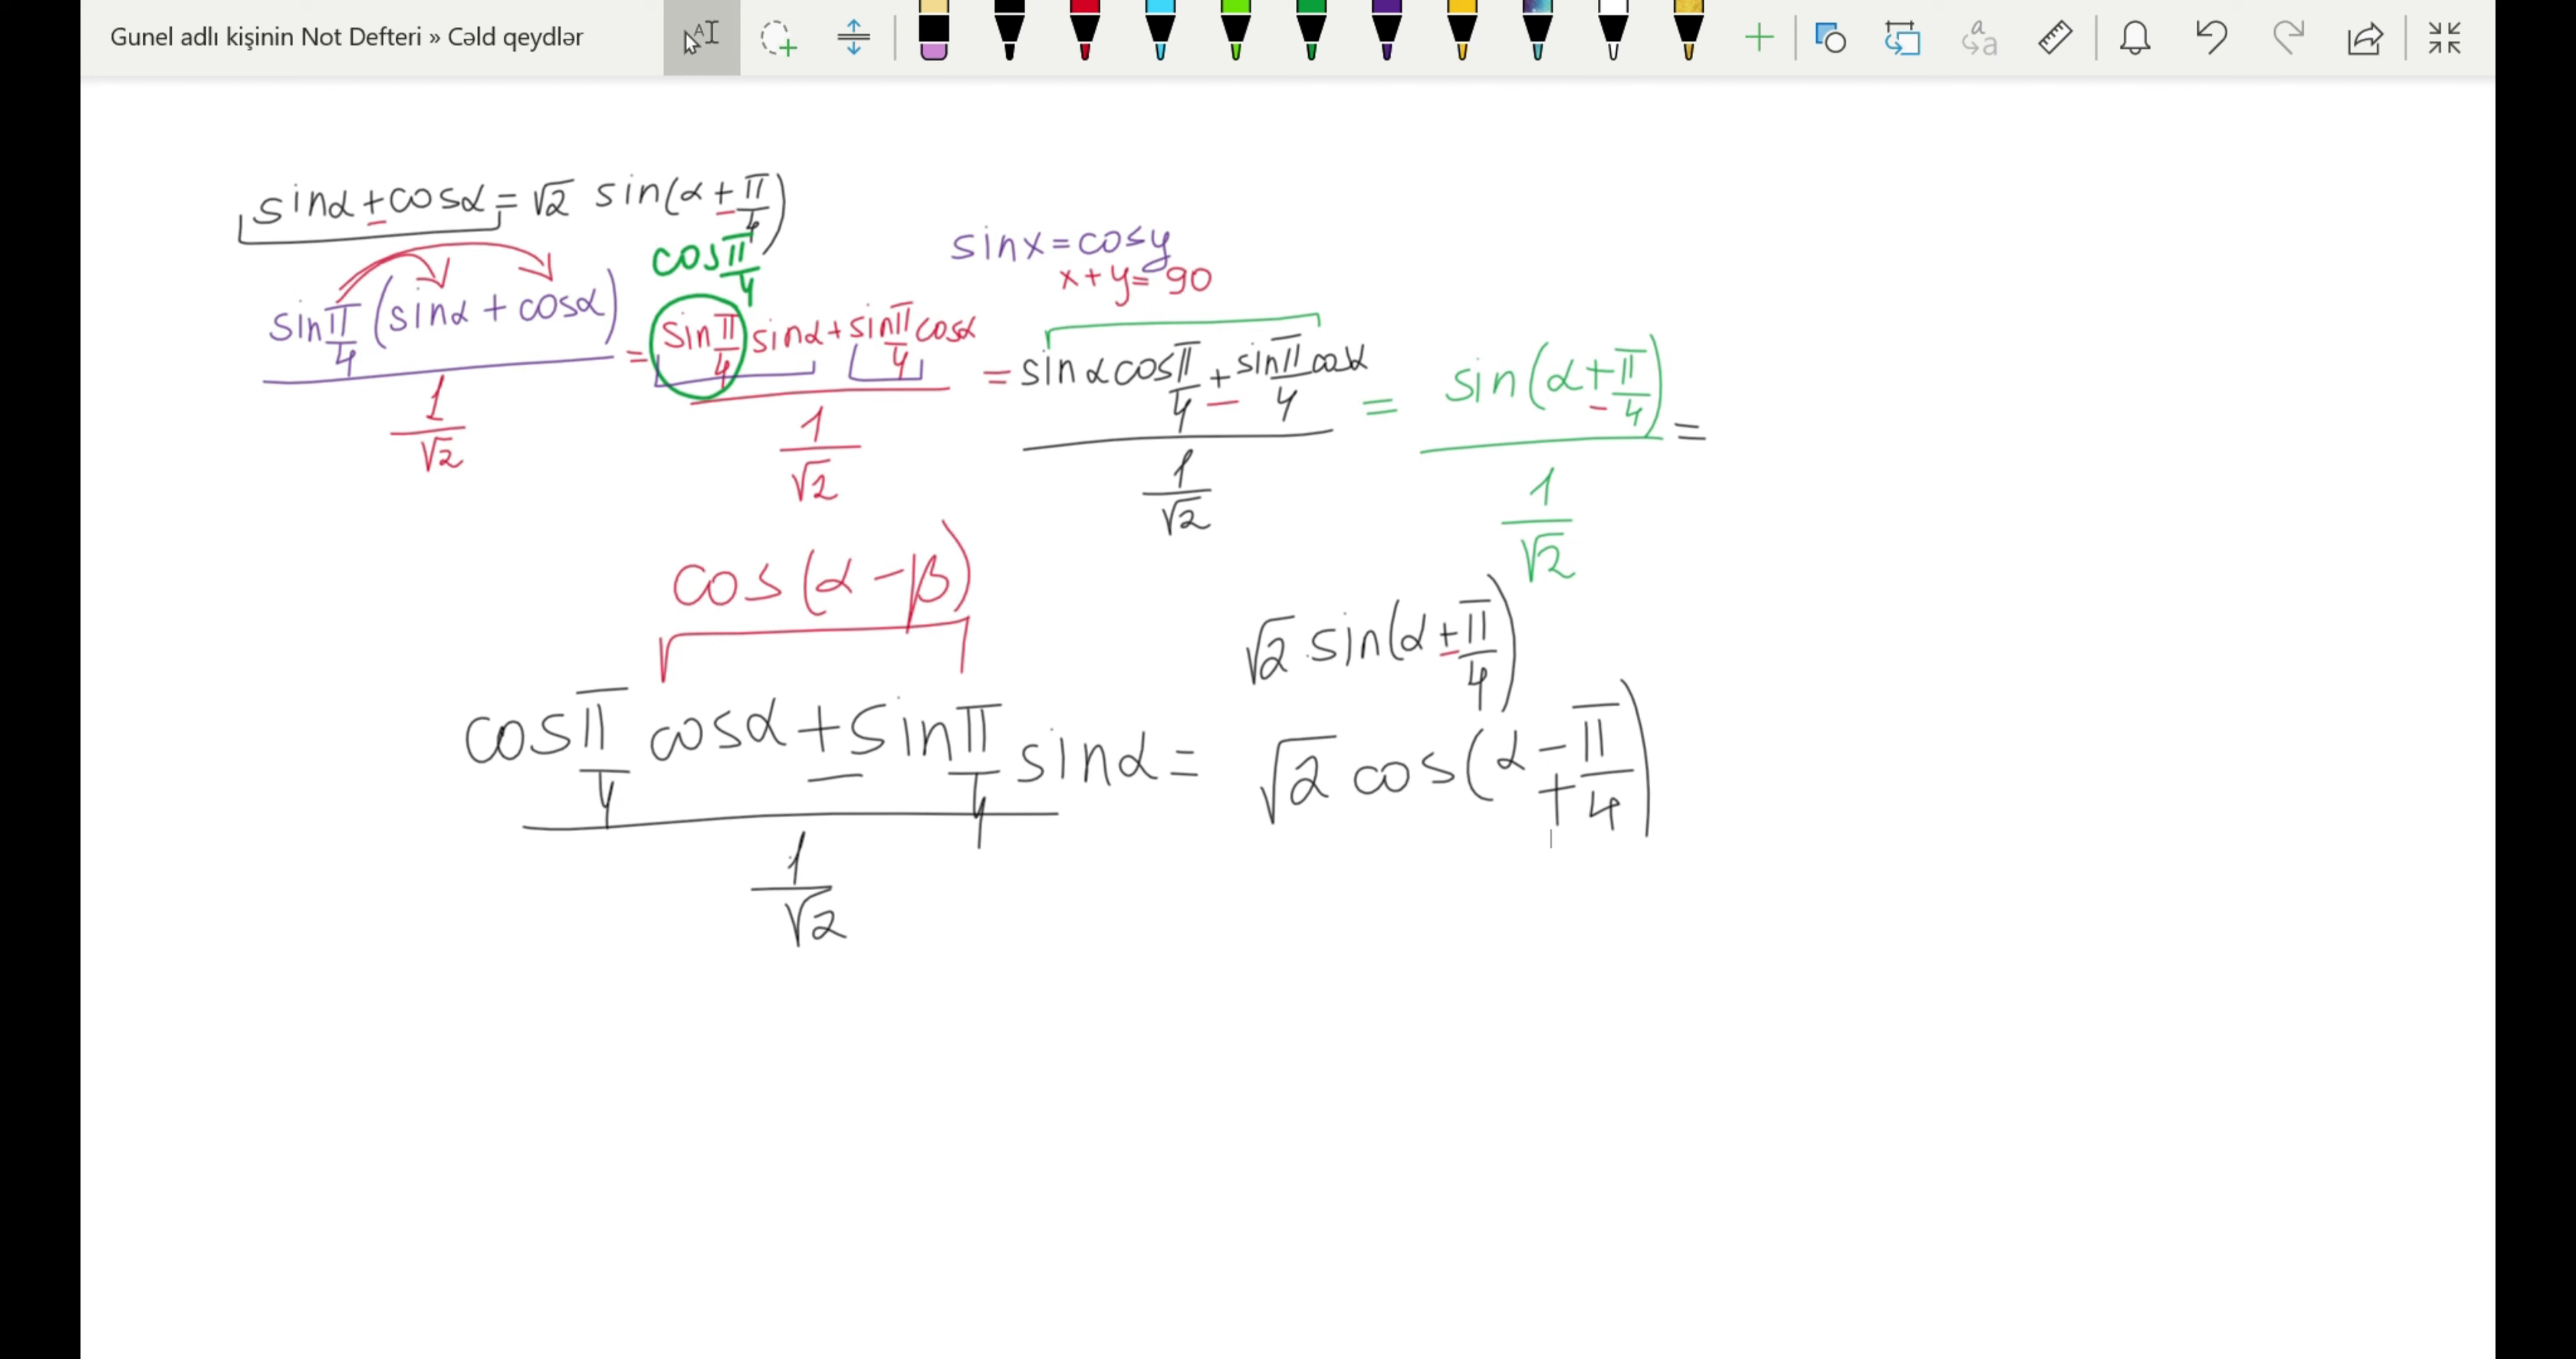 Gunel adlı kişinin Not Defteri » Cəld qeydlər
sinα ± cosα = √2 sin(α ± π/4)
cos π/4
sinx = cosy
x + y = 90
sin π/4 (sinα + cosα) / (1/√2) = (sin π/4 sinα + sin π/4 cosα) / (1/√2) = (sinα cos π/4 ± sin π/4 cosα) / (1/√2) = sin(α ± π/4) / (1/√2) =
cos(α - β)
√2 sin(α ± π/4)
(cos π/4 cosα ± sin π/4 sinα) / (1/√2) = √2 cos(α ∓ π/4)